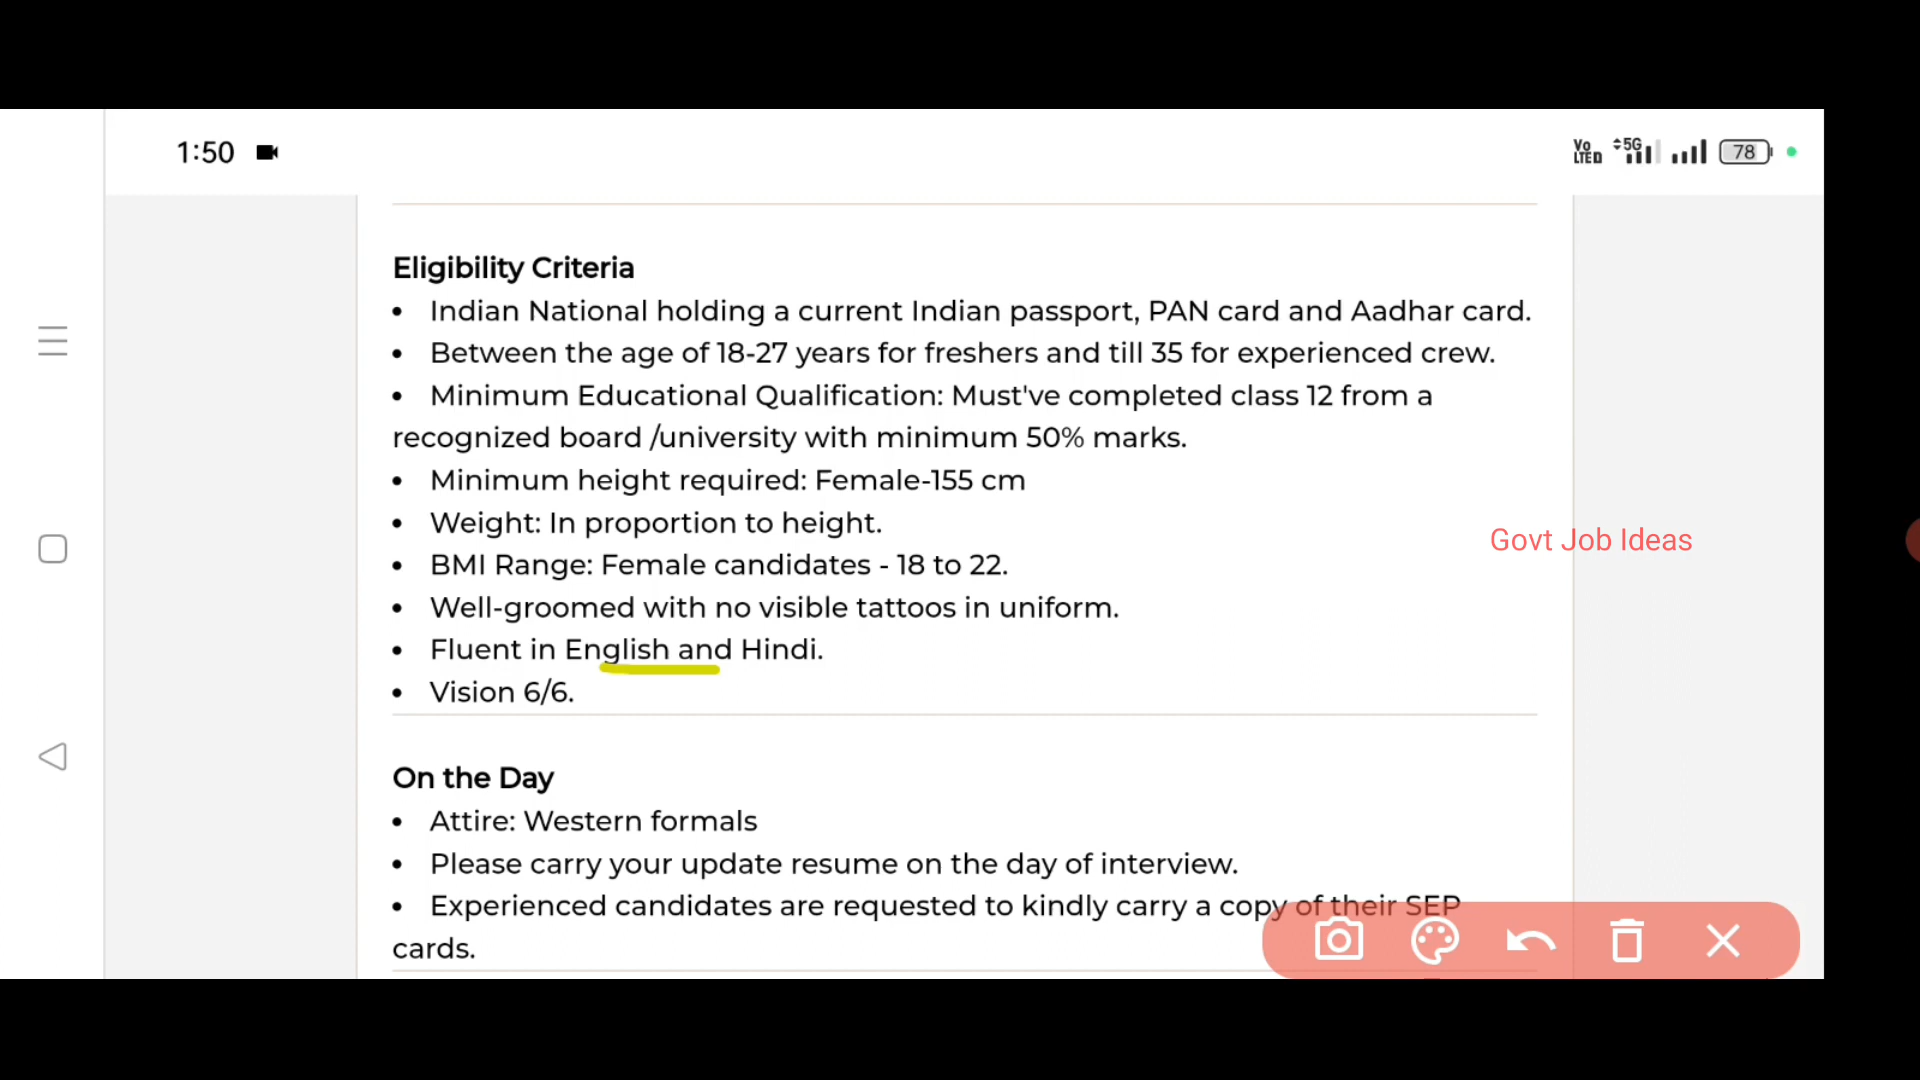 1:50
Vo LTED 5G 78
Eligibility Criteria
• Indian National holding a current Indian passport, PAN card and Aadhar card.
• Between the age of 18-27 years for freshers and till 35 for experienced crew.
• Minimum Educational Qualification: Must've completed class 12 from a
recognized board /university with minimum 50% marks.
• Minimum height required: Female-155 cm
• Weight: In proportion to height.
Govt Job Ideas
• BMI Range: Female candidates - 18 to 22.
• Well-groomed with no visible tattoos in uniform.
• Fluent in English and Hindi.
• Vision 6/6.
On the Day
• Attire: Western formals
• Please carry your update resume on the day of interview.
• Experienced candidates are requested to kindly carry a copy of their SEP
cards.